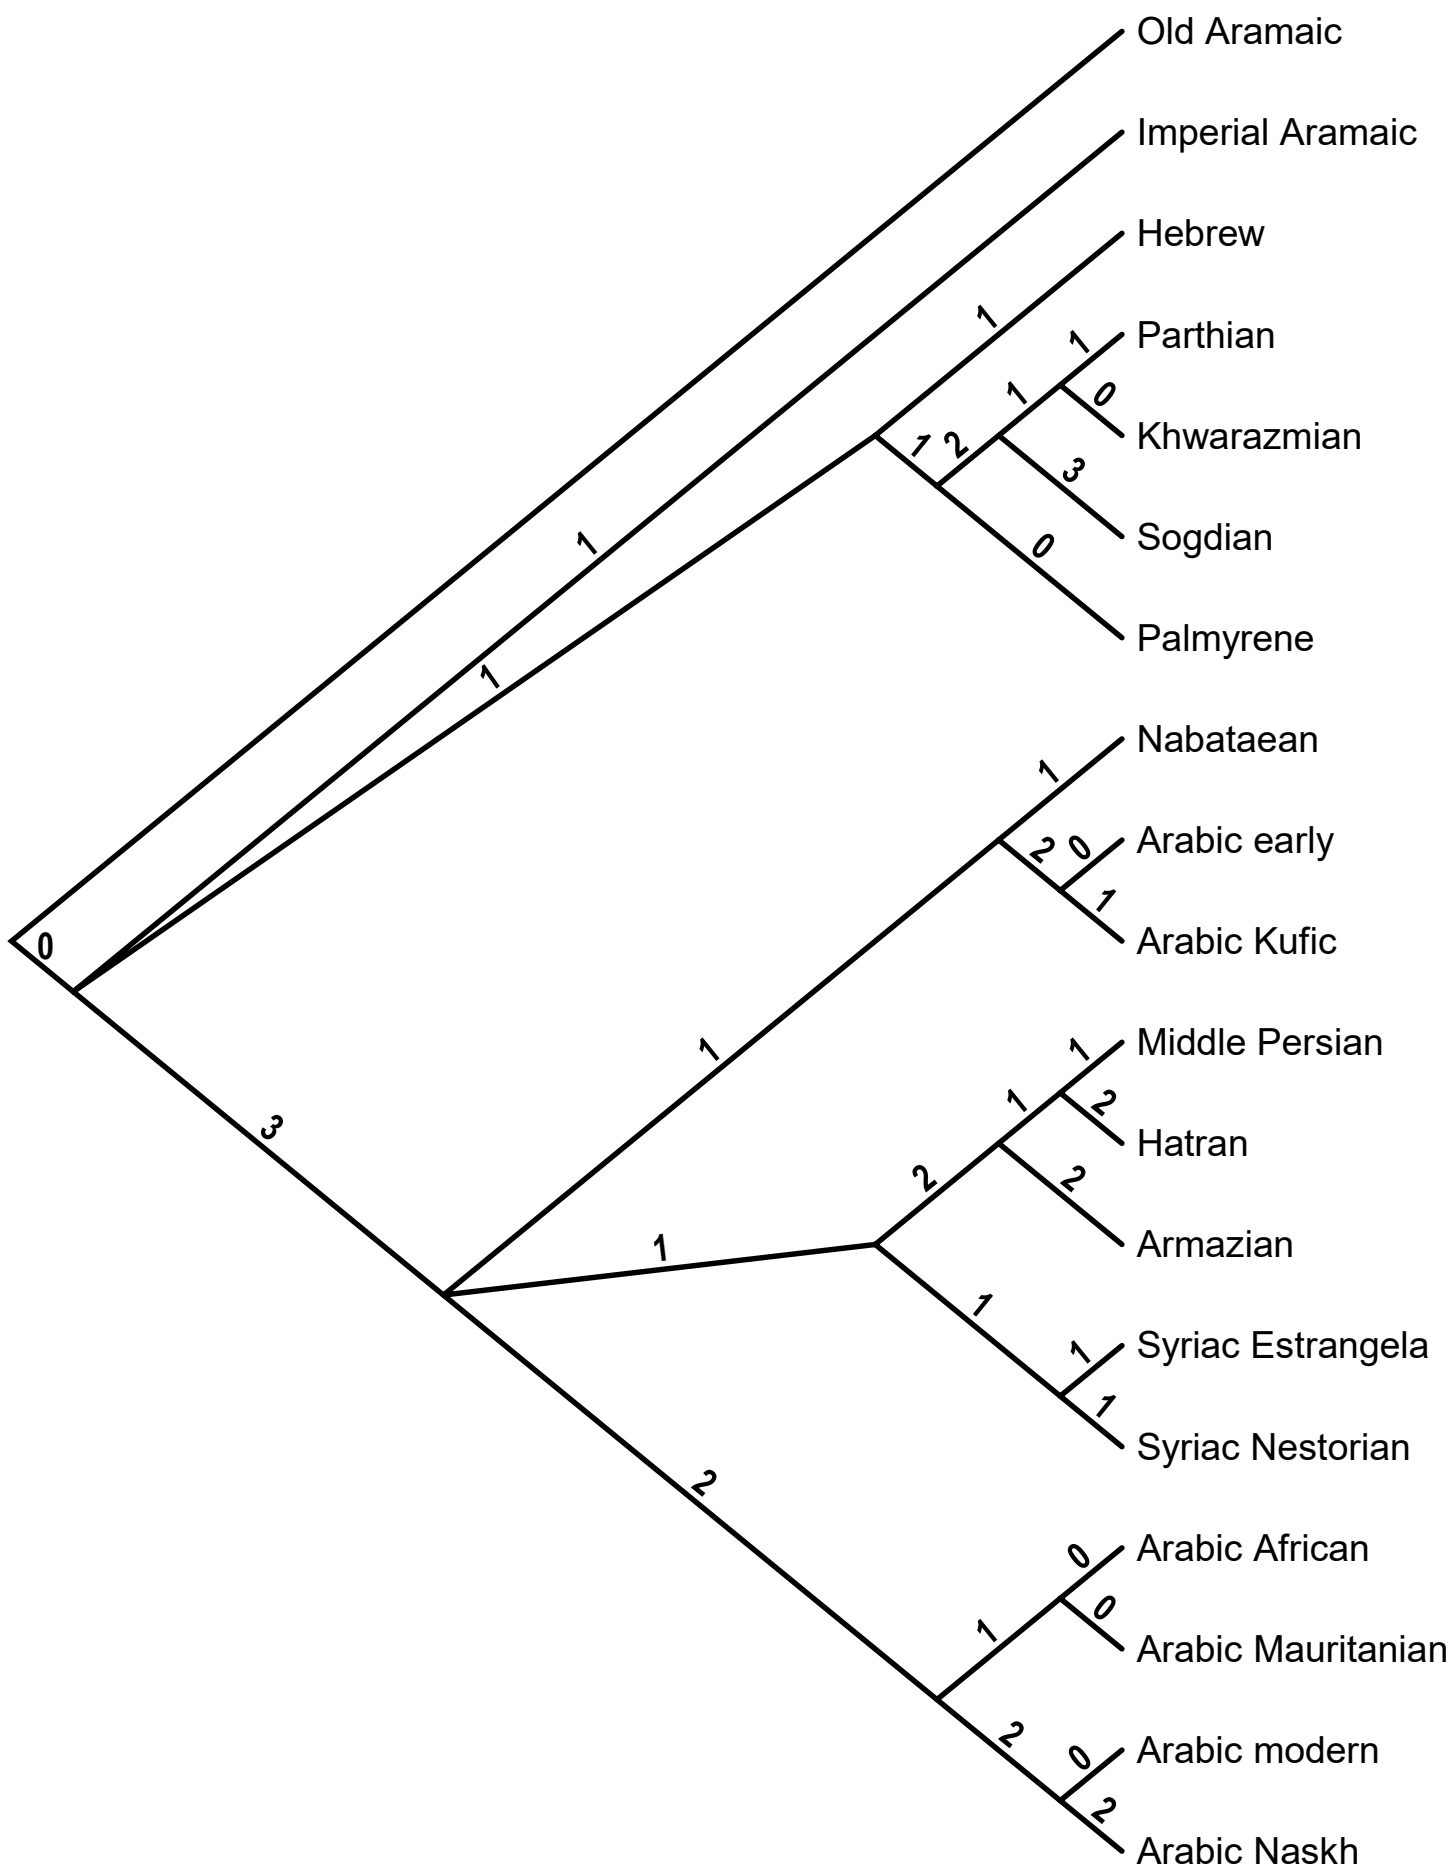 Old Aramaic
Imperial Aramaic
Hebrew
1
Parthian
1
1
0
Khwarazmian
1
2
3
Sogdian
1
0
Palmyrene
1
Nabataean
1
Arabic early
2
0
1
Arabic Kufic
0
Middle Persian
1
1
1
2
Hatran
3
2
2
Armazian
1
1
Syriac Estrangela
1
1
Syriac Nestorian
2
Arabic African
0
0
1
Arabic Mauritanian
2
Arabic modern
0
2
Arabic Naskh